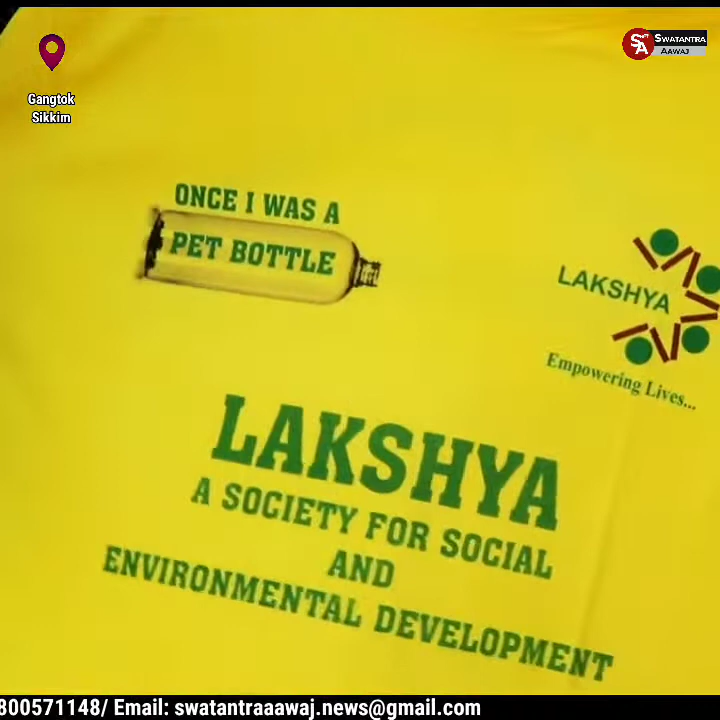 Gangtok
Sikkim
SA
SWATANTRA
AAWAJ
ONCE I WAS A
PET BOTTLE
LAKSHYA
Empowering Lives...
LAKSHYA
A SOCIETY FOR SOCIAL
AND
ENVIRONMENTAL DEVELOPMENT
800571148/ Email: swatantraaawaj.news@gmail.com